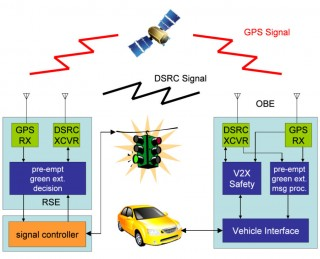 GPS Signal
DSRC Signal
OBE
GPS
RX
DSRC
XCVR
DSRC
XCVR
GPS
RX
pre-empt
green ext.
decision
V2X
Safety
pre-empt
green ext.
msg proc.
RSE
signal controller
Vehicle Interface